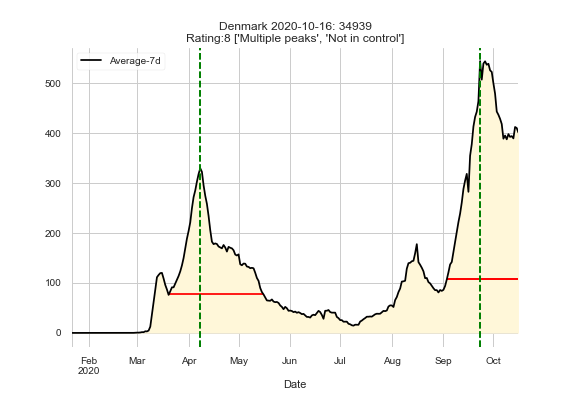 Denmark 2020-10-16: 34939
Rating:8 ['Multiple peaks', 'Not in control']
Average-7d
500
400
300
200
100
0
Feb
2020
Mar
Apr
May
Jun
Jul
Aug
Sep
Oct
Date